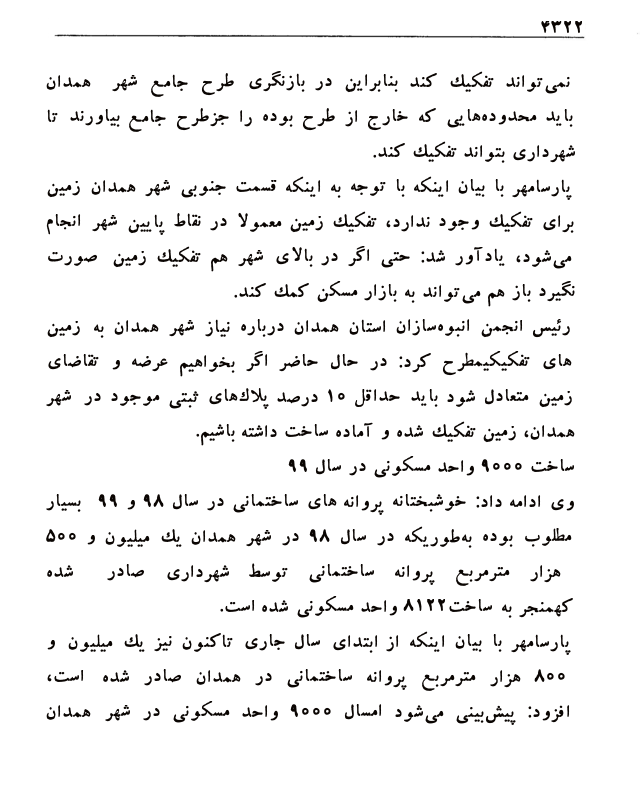 ۴۳۲۲
نمی‌تواند تفکیك کند بنابراین در بازنگری طرح جامع شهر همدان
باید محدوده‌هایی که خارج از طرح بوده را جزطرح جامع بیاورند تا
شهرداری بتواند تفکیك کند.
پارسامهر با بیان اینکه با توجه به اینکه قسمت جنوبی شهر همدان زمین
برای تفکیك وجود ندارد، تفکیك زمین معمولا در نقاط پایین شهر انجام
می‌شود، یادآور شد: حتی اگر در بالای شهر هم تفکیك زمین صورت
نگیرد باز هم می‌تواند به بازار مسکن کمك کند.
رئیس انجمن انبوه‌سازان استان همدان درباره نیاز شهر همدان به زمین
های تفکیکیمطرح کرد: در حال حاضر اگر بخواهیم عرضه و تقاضای
زمین متعادل شود باید حداقل ۱۰ درصد پلاك‌های ثبتی موجود در شهر
همدان، زمین تفکیك شده و آماده ساخت داشته باشیم.
ساخت ۹۰۰۰ واحد مسکونی در سال ۹۹
وی ادامه داد: خوشبختانه پروانه های ساختمانی در سال ۹۸ و ۹۹ بسیار
مطلوب بوده به‌طوریکه در سال ۹۸ در شهر همدان یك میلیون و ۵۰۰
هزار مترمربع پروانه ساختمانی توسط شهرداری صادر شده
کهمنجر به ساخت۸۱۲۲ واحد مسکونی شده است.
پارسامهر با بیان اینکه از ابتدای سال جاری تاکنون نیز یك میلیون و
۸۰۰ هزار مترمربع پروانه ساختمانی در همدان صادر شده است،
افزود: پیش‌بینی می‌شود امسال ۹۰۰۰ واحد مسکونی در شهر همدان